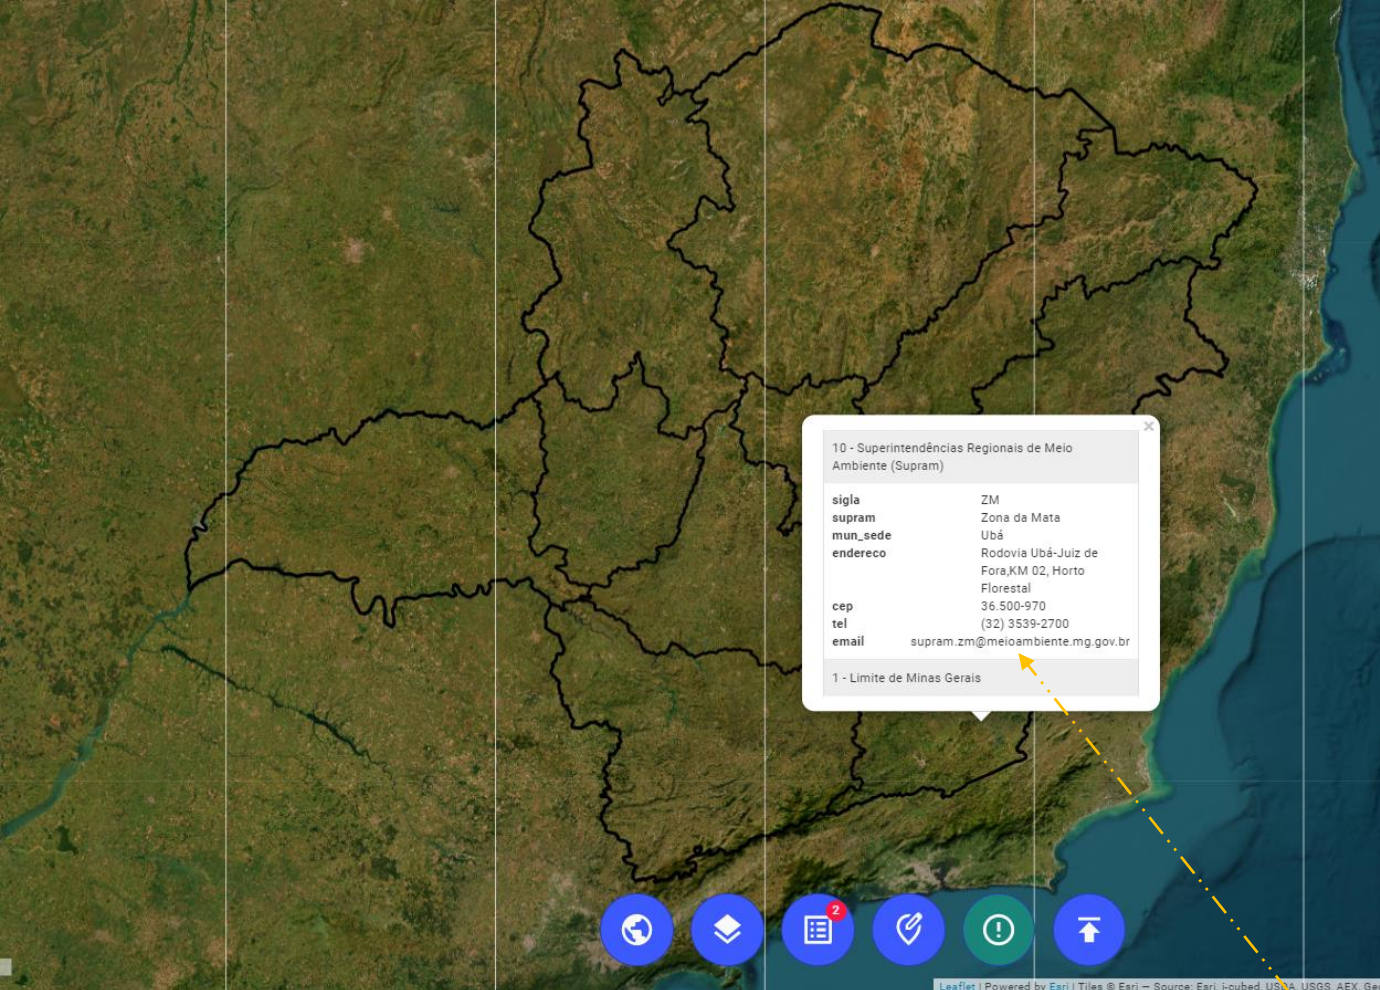 ×
10 - Superintendências Regionais de Meio
Ambiente (Supram)
sigla ZM
supram Zona da Mata
mun_sede Ubá
endereco Rodovia Ubá-Juiz de
Fora,KM 02, Horto
Florestal
cep 36.500-970
tel (32) 3539-2700
email supram.zm@meioambiente.mg.gov.br
1 - Limite de Minas Gerais
2
Leaflet | Powered by Esri | Tiles © Esri — Source: Esri, i-cubed, USDA, USGS, AEX, Ge